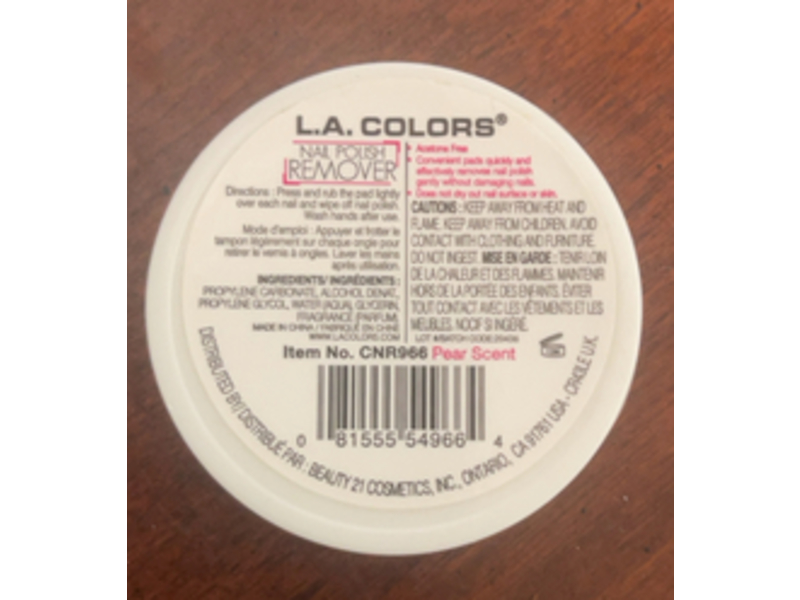 L.A. COLORS®
NAIL POLISH
REMOVER
• Acetone Free
• Convenient pads quickly and
effectively removes nail polish
gently without damaging nails.
• Does not dry out nail surface or skin.
Directions : Press and rub the pad lightly
over each nail and wipe off nail polish.
Wash hands after use.
Mode d'emploi : Appuyer et frotter le
tampon légèrement sur chaque ongle pour
retirer le vernis à ongles. Laver les mains
après utilisation.
INGREDIENTS/ INGRÉDIENTS :
PROPYLENE CARBONATE, ALCOHOL DENAT,
PROPYLENE GLYCOL, WATER (AQUA), GLYCERIN,
FRAGRANCE (PARFUM).
MADE IN CHINA / FABRIQUÉ EN CHINE
WWW.LACOLORS.COM
CAUTIONS : KEEP AWAY FROM HEAT AND
FLAME. KEEP AWAY FROM CHILDREN. AVOID
CONTACT WITH CLOTHING AND FURNITURE.
DO NOT INGEST. MISE EN GARDE : TENIR LOIN
DE LA CHALEUR ET DES FLAMMES. MAINTENIR
HORS DE LA PORTÉE DES ENFANTS. ÉVITER
TOUT CONTACT AVEC LES VÊTEMENTS ET LES
MEUBLES. NOCIF SI INGÉRÉ.
LOT #/BATCH CODE:
Item No. CNR966 Pear Scent
0 81555 54966 4
DISTRIBUTED BY/ DISTRIBUÉ PAR : BEAUTY 21 COSMETICS, INC., ONTARIO, CA 91761 USA - CR43LE U.K.